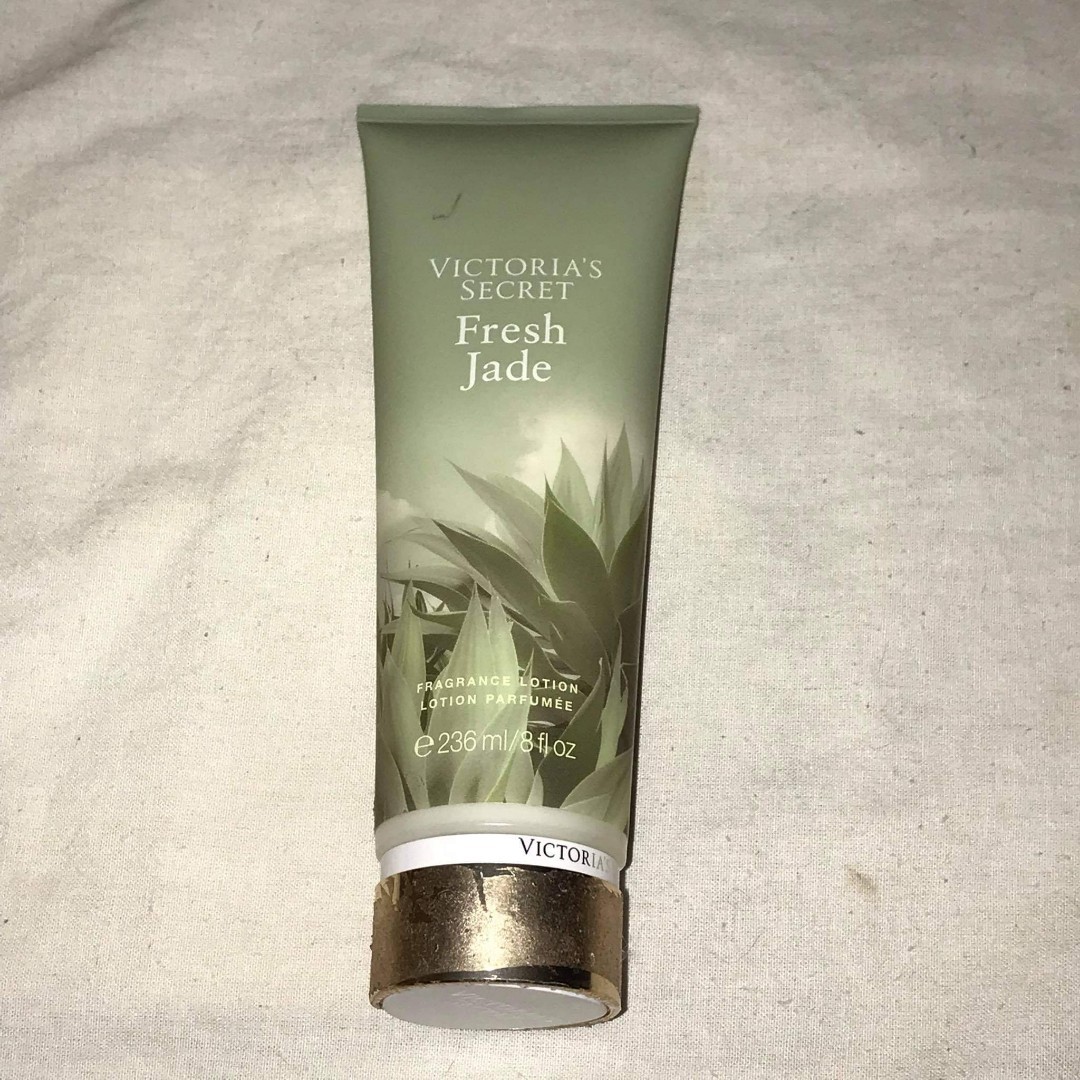 VICTORIA'S
SECRET
Fresh
Jade
FRAGRANCE LOTION
LOTION PARFUMÉE
℮ 236 ml/8 fl oz
VICTORIA'S